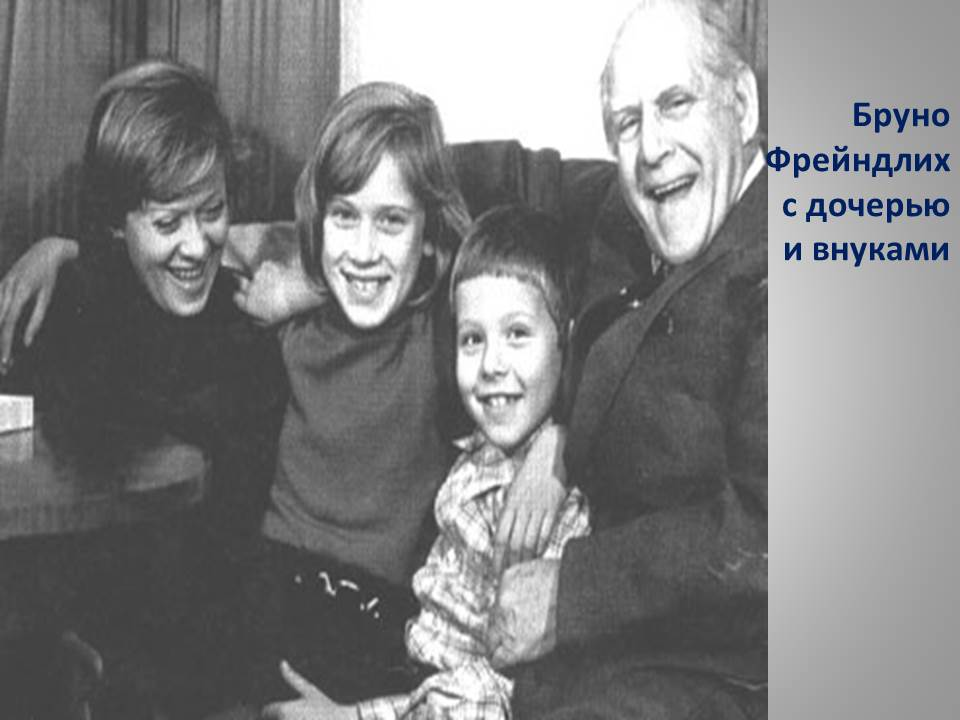 Бруно
Фрейндлих
с дочерью
и внуками